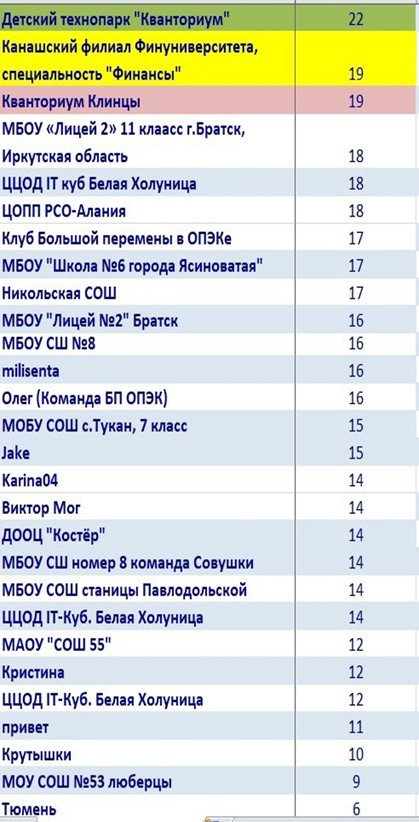 Детский технопарк "Кванториум" 22
Канашский филиал Финуниверситета,
специальность "Финансы" 19
Кванториум Клинцы 19
МБОУ «Лицей 2» 11 клаасс г.Братск,
Иркутская область 18
ЦЦОД IT куб Белая Холуница 18
ЦОПП РСО-Алания 18
Клуб Большой перемены в ОПЭКе 17
МБОУ "Школа №6 города Ясиноватая" 17
Никольская СОШ 17
МБОУ "Лицей №2" Братск 16
МБОУ СШ №8 16
milisenta 16
Олег (Команда БП ОПЭК) 16
МОБУ СОШ с.Тукан, 7 класс 15
Jake 15
Karina04 14
Виктор Мог 14
ДООЦ "Костёр" 14
МБОУ СШ номер 8 команда Совушки 14
МБОУ СОШ станицы Павлодольской 14
ЦЦОД IT-Куб. Белая Холуница 14
МАОУ "СОШ 55" 12
Кристина 12
ЦЦОД IT-Куб. Белая Холуница 12
привет 11
Крутышки 10
МОУ СОШ №53 люберцы 9
Тюмень 6